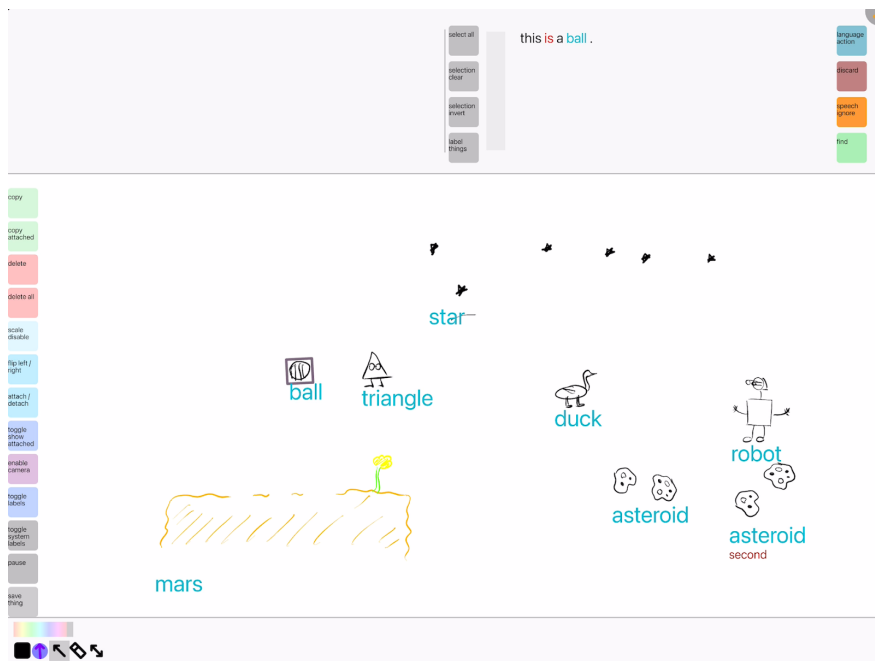 select all
selection
clear
selection
invert
label
things
this is a ball .
language
action
discard
speech
ignore
find
copy
copy
attached
delete
delete all
scale
disable
flip left /
right
attach /
detach
toggle
show
attached
enable
camera
toggle
labels
toggle
system
labels
pause
save
thing
star
ball
triangle
duck
robot
asteroid
asteroid
second
mars